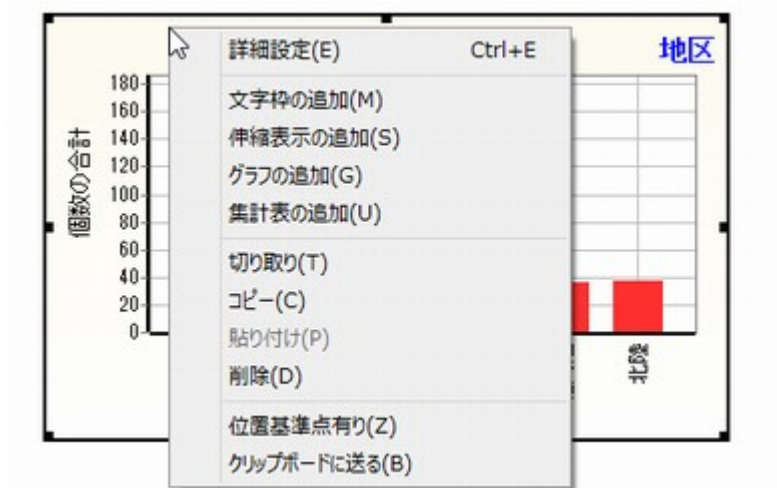 詳細設定(E) Ctrl+E
地区
文字枠の追加(M)
伸縮表示の追加(S)
グラフの追加(G)
集計表の追加(U)
切り取り(T)
コピー(C)
貼り付け(P)
削除(D)
位置基準点有り(Z)
クリップボードに送る(B)
個数の合計
180
160
140
120
100
80
60
40
20
0
北陸